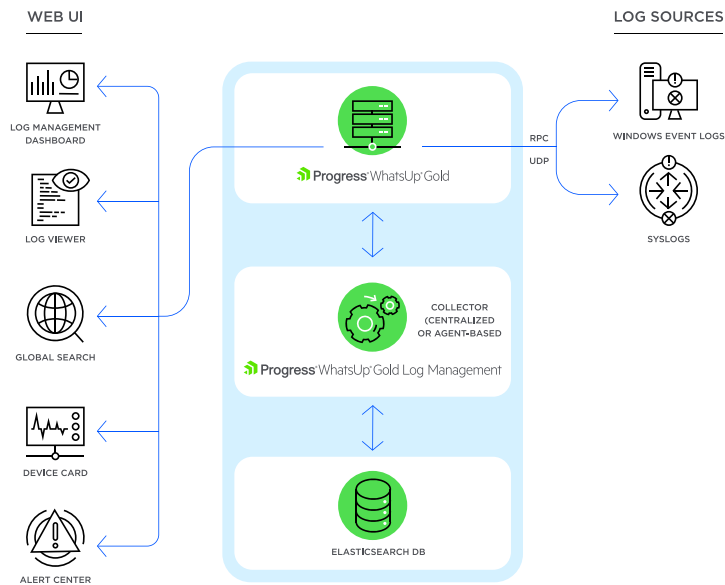 WEB UI
LOG MANAGEMENT
DASHBOARD
LOG VIEWER
GLOBAL SEARCH
DEVICE CARD
ALERT CENTER
Progress WhatsUp Gold
COLLECTOR
(CENTRALIZED
OR AGENT-BASED
Progress WhatsUp Gold Log Management
ELASTICSEARCH DB
RPC
UDP
LOG SOURCES
WINDOWS EVENT LOGS
SYSLOGS